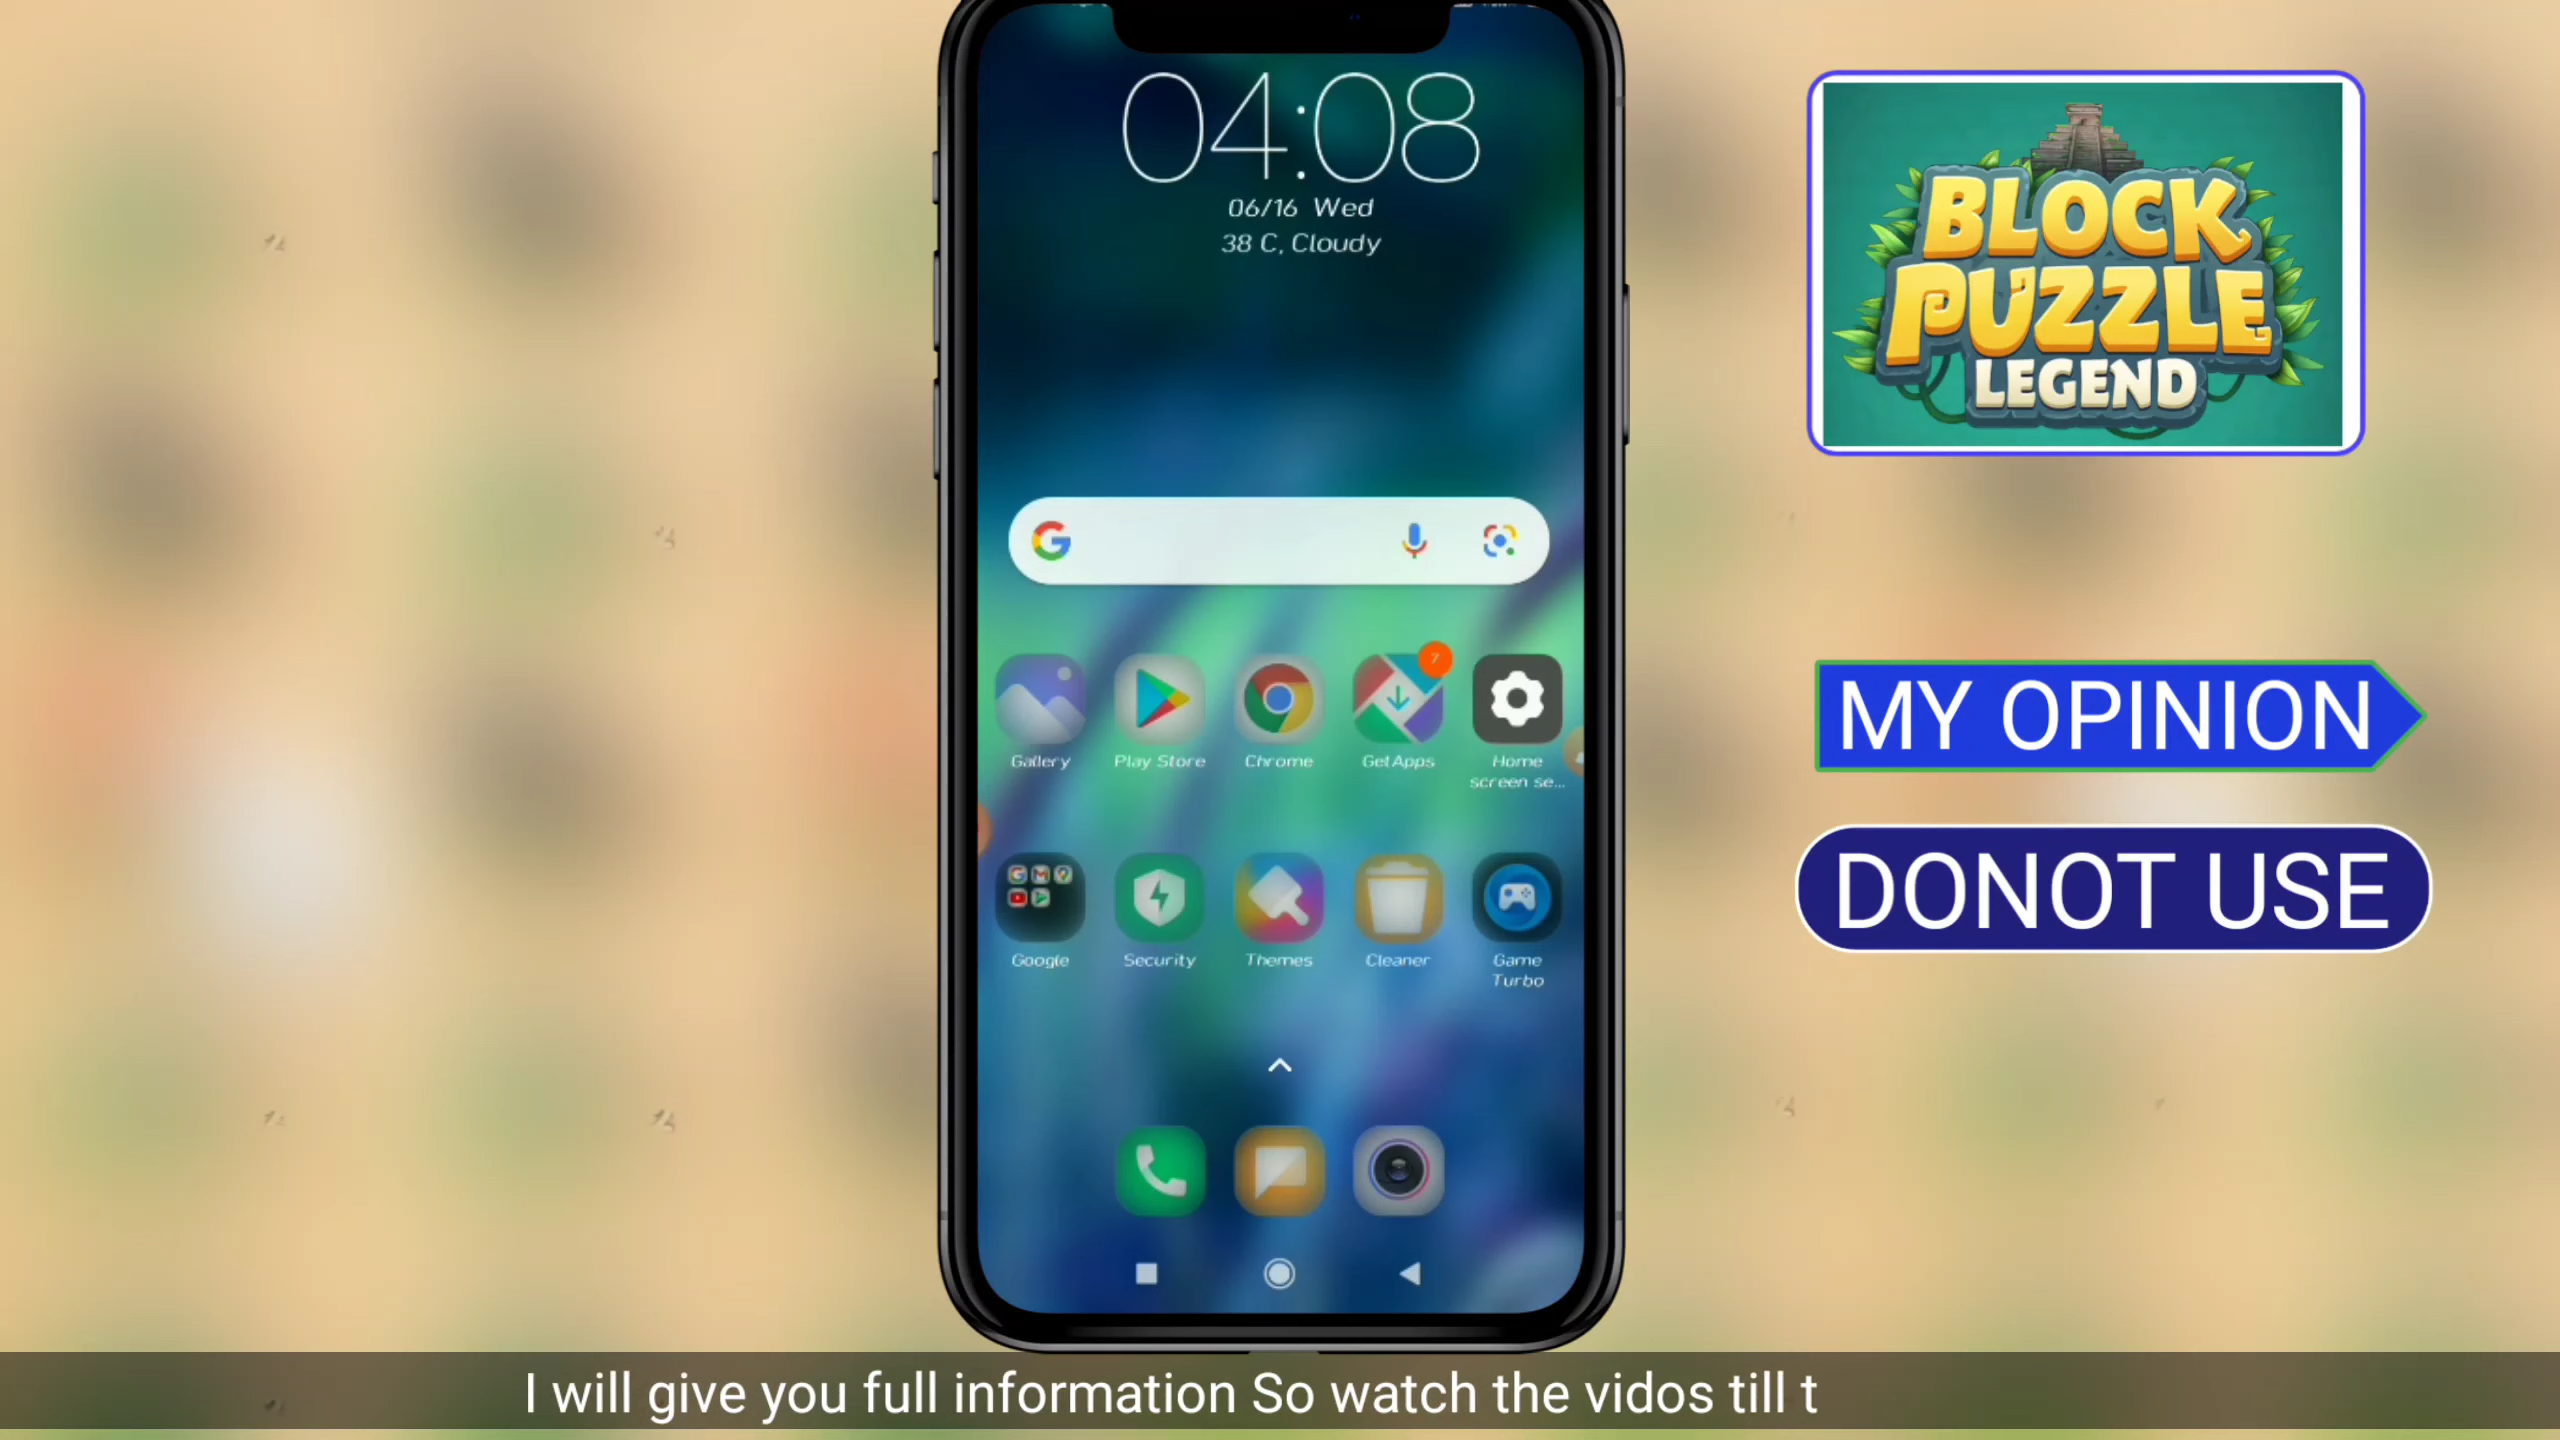 04:08
06/16 Wed
38 C, Cloudy
7
Gallery
Play Store
Chrome
GetApps
Home
screen se...
Google
Security
Themes
Cleaner
Game
Turbo
BLOCK
PUZZLE
LEGEND
MY OPINION
DONOT USE
I will give you full information So watch the vidos till t